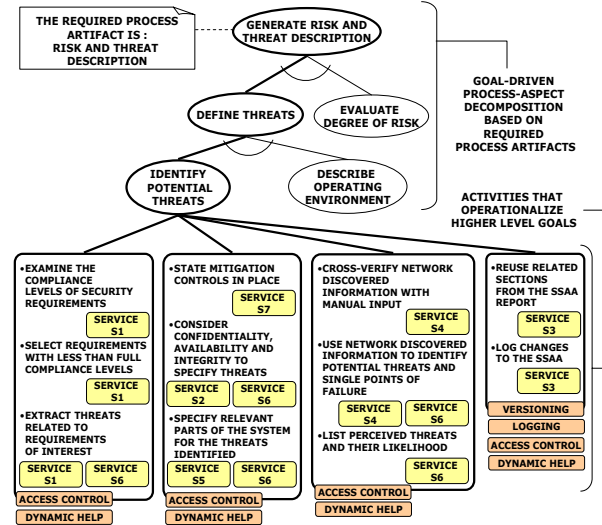 THE REQUIRED PROCESS
ARTIFACT IS :
RISK AND THREAT
DESCRIPTION
GENERATE RISK AND
THREAT DESCRIPTION
DEFINE THREATS
EVALUATE
DEGREE OF RISK
IDENTIFY
POTENTIAL
THREATS
DESCRIBE
OPERATING
ENVIRONMENT
GOAL-DRIVEN
PROCESS-ASPECT
DECOMPOSITION
BASED ON
REQUIRED
PROCESS ARTIFACTS
ACTIVITIES THAT
OPERATIONALIZE
HIGHER LEVEL GOALS
•EXAMINE THE
COMPLIANCE
LEVELS OF SECURITY
REQUIREMENTS
SERVICE
S1
•SELECT REQUIREMENTS
WITH LESS THAN FULL
COMPLIANCE LEVELS
SERVICE
S1
•EXTRACT THREATS
RELATED TO
REQUIREMENTS
OF INTEREST
SERVICE
S1
SERVICE
S6
ACCESS CONTROL
DYNAMIC HELP
•STATE MITIGATION
CONTROLS IN PLACE
SERVICE
S7
•CONSIDER
CONFIDENTIALITY,
AVAILABILITY AND
INTEGRITY TO
SPECIFY THREATS
SERVICE
S2
SERVICE
S6
•SPECIFY RELEVANT
PARTS OF THE SYSTEM
FOR THE THREATS
IDENTIFIED
SERVICE
S5
SERVICE
S6
ACCESS CONTROL
DYNAMIC HELP
•CROSS-VERIFY NETWORK
DISCOVERED
INFORMATION WITH
MANUAL INPUT
SERVICE
S4
•USE NETWORK DISCOVERED
INFORMATION TO IDENTIFY
POTENTIAL THREATS AND
SINGLE POINTS OF
FAILURE
SERVICE
S4
SERVICE
S6
•LIST PERCEIVED THREATS
AND THEIR LIKELIHOOD
SERVICE
S6
ACCESS CONTROL
DYNAMIC HELP
•REUSE RELATED
SECTIONS
FROM THE SSAA
REPORT
SERVICE
S3
•LOG CHANGES
TO THE SSAA
SERVICE
S3
VERSIONING
LOGGING
ACCESS CONTROL
DYNAMIC HELP